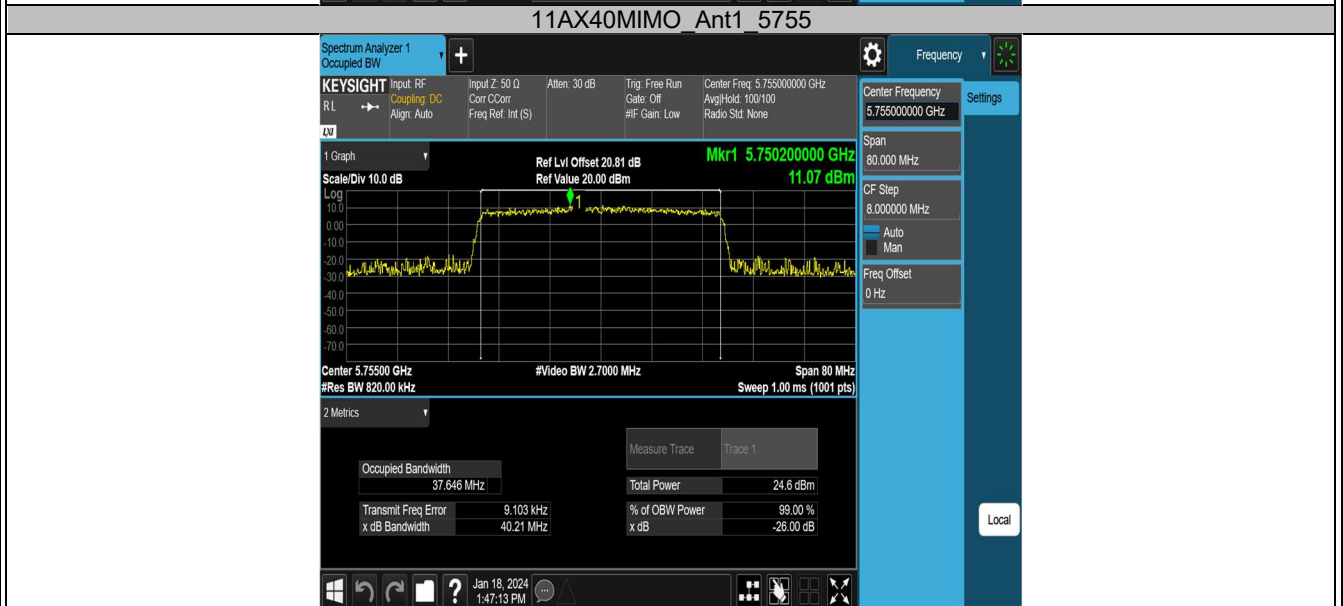 11AX40MIMO_Ant1_5755
Spectrum Analyzer 1
Occupied BW
+
Frequency
KEYSIGHT
RL
LXI
Input: RF
Coupling: DC
Align: Auto
Input Z: 50 Ω
Corr CCorr
Freq Ref: Int (S)
Atten: 30 dB
Trig: Free Run
Gate: Off
#IF Gain: Low
Center Freq: 5.755000000 GHz
Avg|Hold: 100/100
Radio Std: None
Center Frequency
5.755000000 GHz
Settings
Span
80.000 MHz
CF Step
8.000000 MHz
Auto
Man
Freq Offset
0 Hz
Local
1 Graph
Scale/Div 10.0 dB
Ref Lvl Offset 20.81 dB
Ref Value 20.00 dBm
Mkr1 5.750200000 GHz
11.07 dBm
Log
10.0
0.00
-10.0
-20.0
-30.0
-40.0
-50.0
-60.0
-70.0
1
Center 5.75500 GHz
#Res BW 820.00 kHz
#Video BW 2.7000 MHz
Span 80 MHz
Sweep 1.00 ms (1001 pts)
2 Metrics
Measure Trace Trace 1
Occupied Bandwidth
37.646 MHz
Total Power 24.6 dBm
Transmit Freq Error 9.103 kHz
% of OBW Power 99.00 %
x dB Bandwidth 40.21 MHz
x dB -26.00 dB
?
Jan 18, 2024
1:47:13 PM